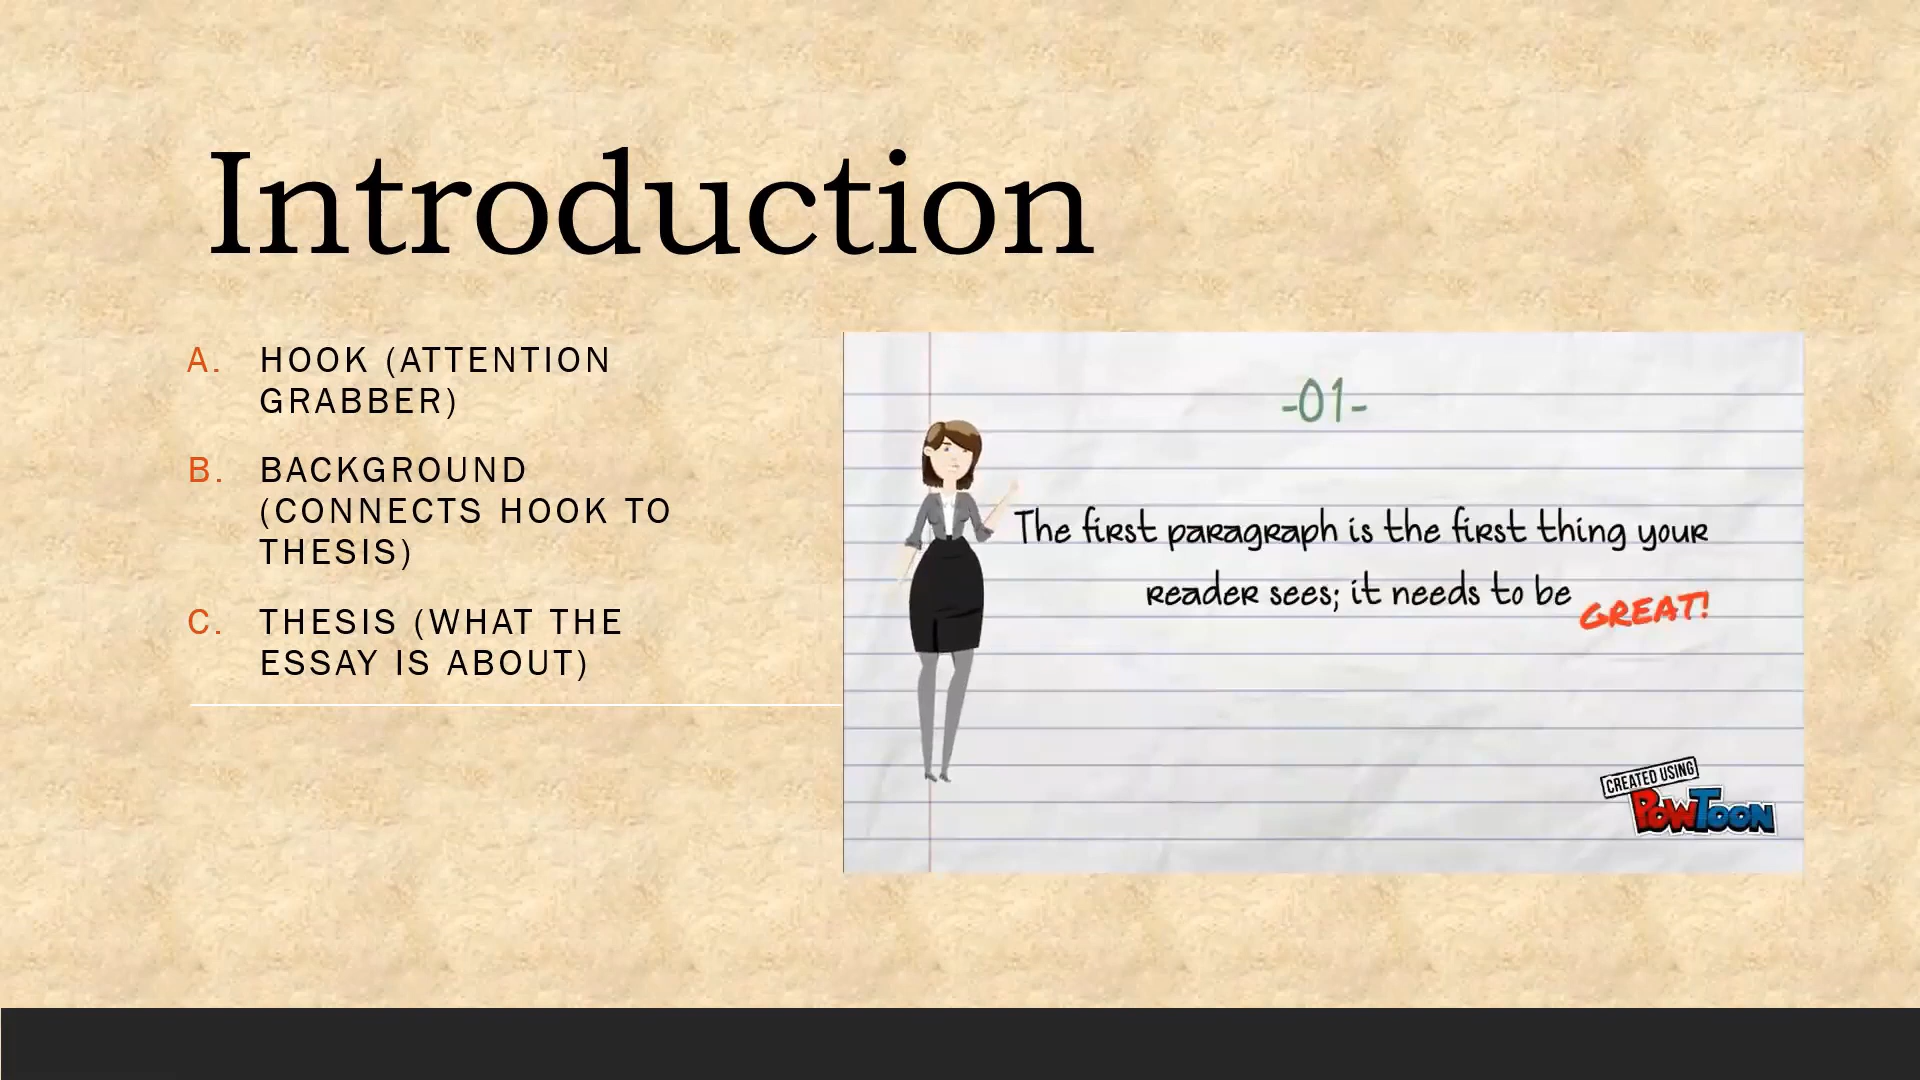 Introduction
A. HOOK (ATTENTION
GRABBER)
B. BACKGROUND
(CONNECTS HOOK TO
THESIS)
C. THESIS (WHAT THE
ESSAY IS ABOUT)
-01-
The first paragraph is the first thing your
reader sees; it needs to be GREAT!
CREATED USING
POWTOON